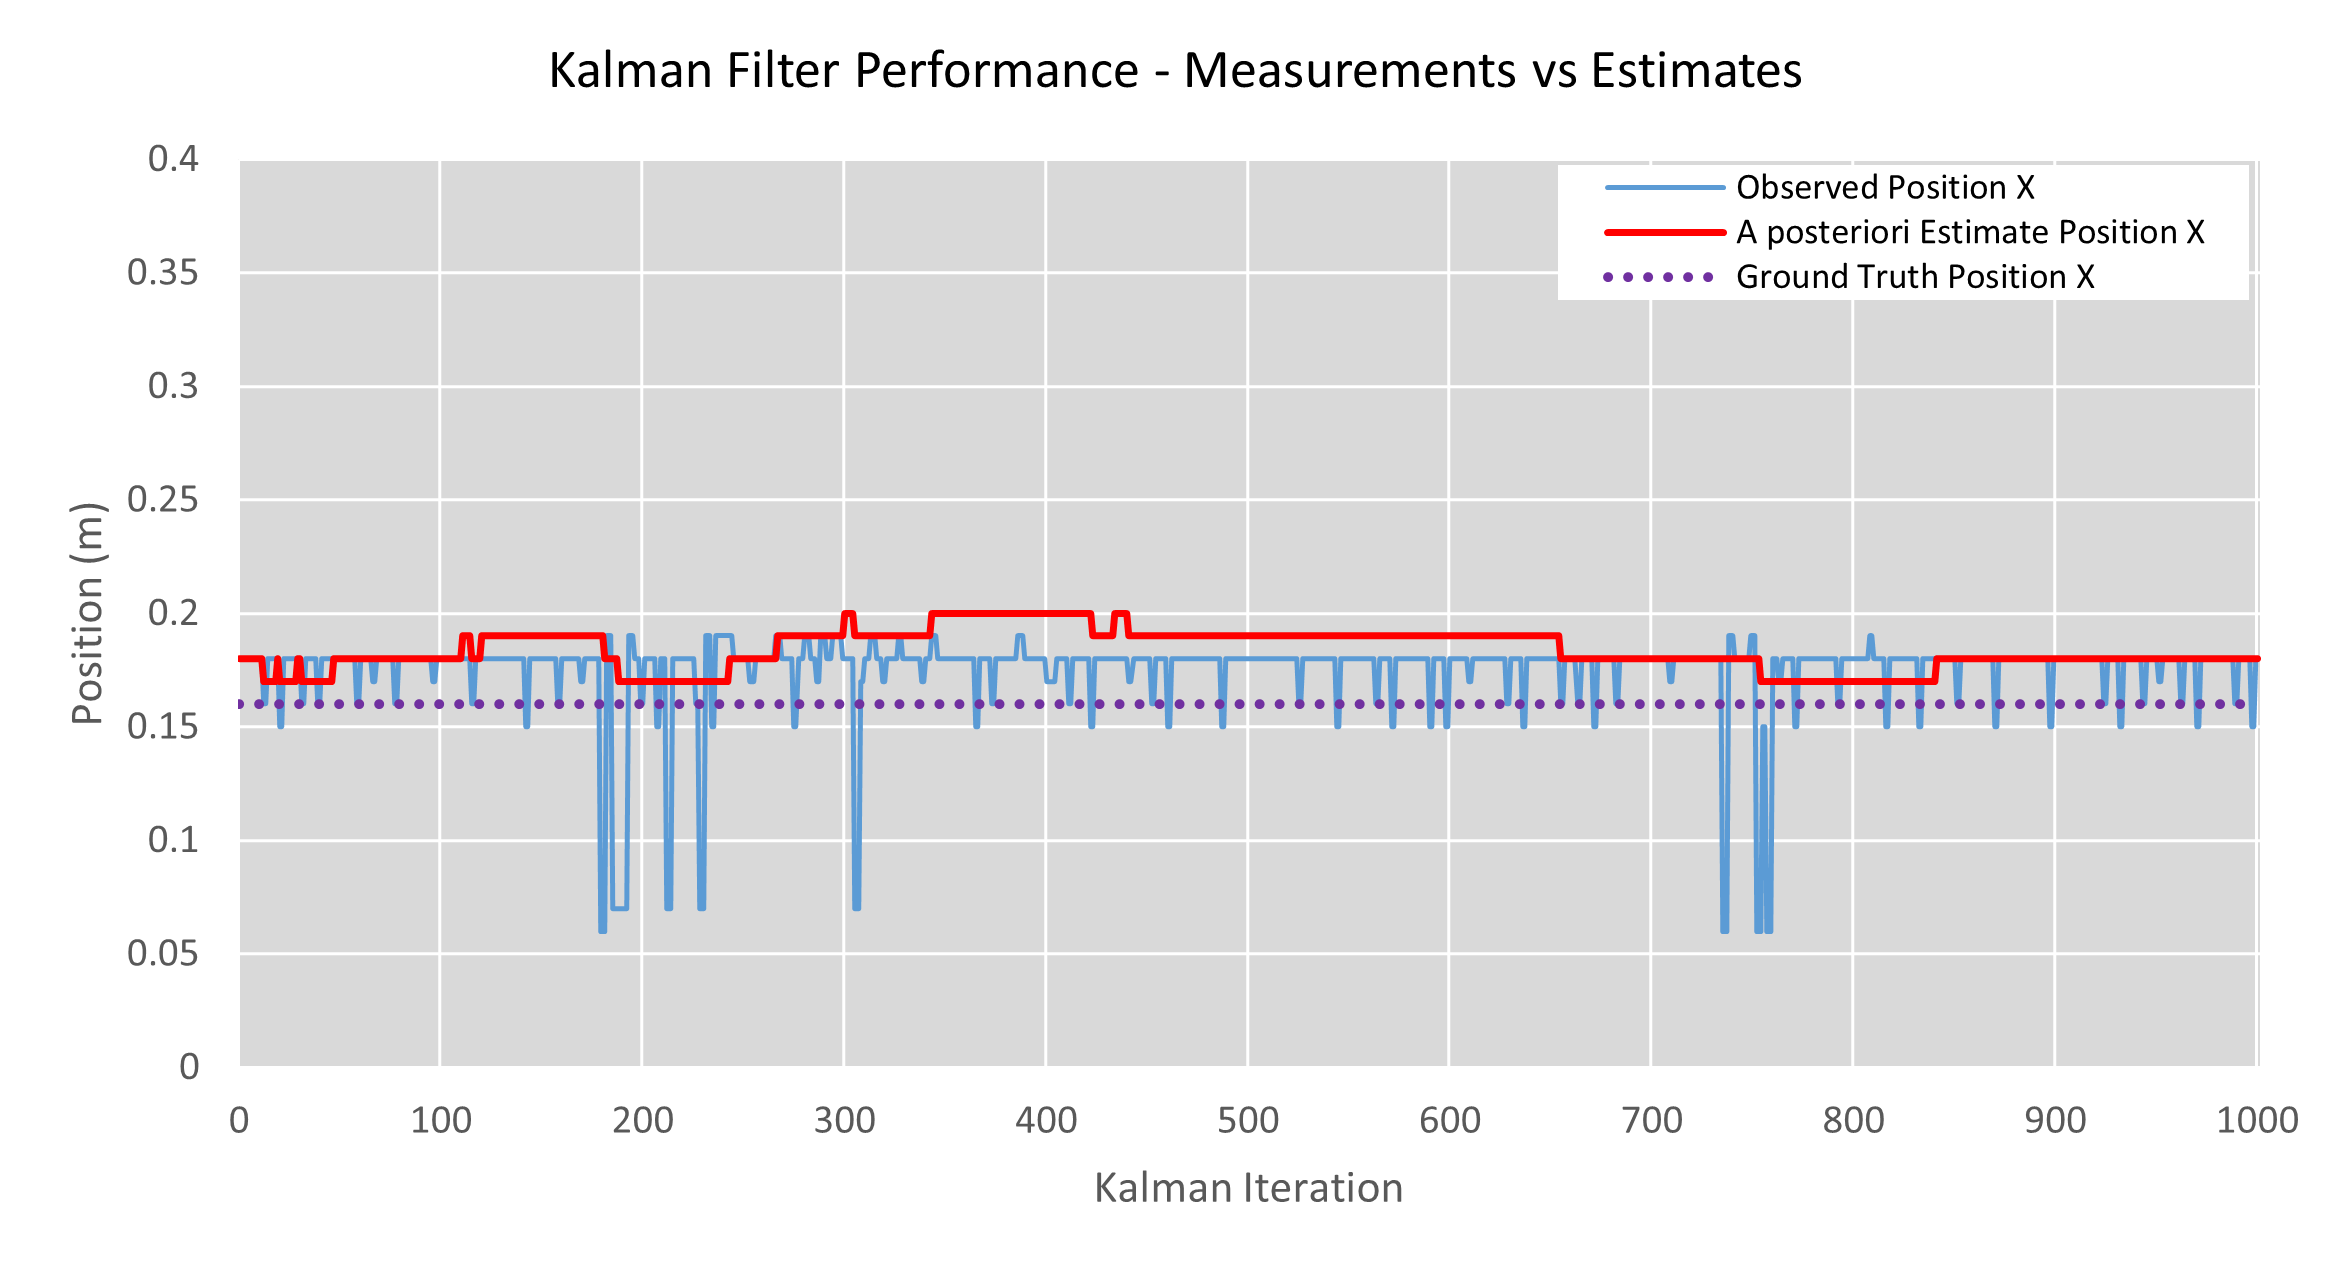 Kalman Filter Performance - Measurements vs Estimates
Observed Position X
A posteriori Estimate Position X
Ground Truth Position X
Position (m)
0.4
0.35
0.3
0.25
0.2
0.15
0.1
0.05
0
0 100 200 300 400 500 600 700 800 900 1000
Kalman Iteration